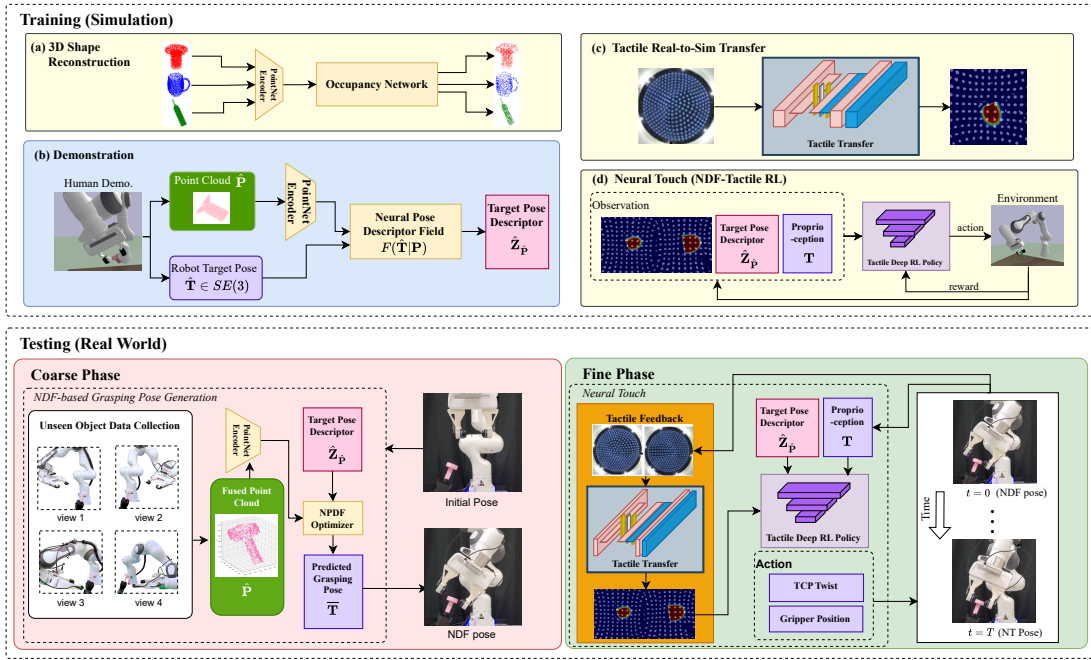 Training (Simulation)
(a) 3D Shape
Reconstruction
PointNet
Encoder
Occupancy Network
(b) Demonstration
Human Demo.
Point Cloud P̂
PointNet
Encoder
Robot Target Pose
T̂ ∈ SE(3)
Neural Pose
Descriptor Field
F(T̂|P)
Target Pose
Descriptor
Ẑ_P̂
(c) Tactile Real-to-Sim Transfer
Tactile Transfer
(d) Neural Touch (NDF-Tactile RL)
Observation
Target Pose
Descriptor
Ẑ_P̂
Proprio
-ception
T
Tactile Deep RL Policy
action
Environment
reward
Testing (Real World)
Coarse Phase
NDF-based Grasping Pose Generation
Unseen Object Data Collection
view 1
view 2
view 3
view 4
PointNet
Encoder
Fused Point
Cloud
P̂
Target Pose
Descriptor
Ẑ_P̂
NPDF
Optimizer
Predicted
Grasping
Pose
T̅
Initial Pose
NDF pose
Fine Phase
Neural Touch
Tactile Feedback
Tactile Transfer
Target Pose
Descriptor
Ẑ_P̂
Proprio
-ception
T
Tactile Deep RL Policy
Action
TCP Twist
Gripper Position
t = 0 (NDF pose)
Time
t = T (NT Pose)